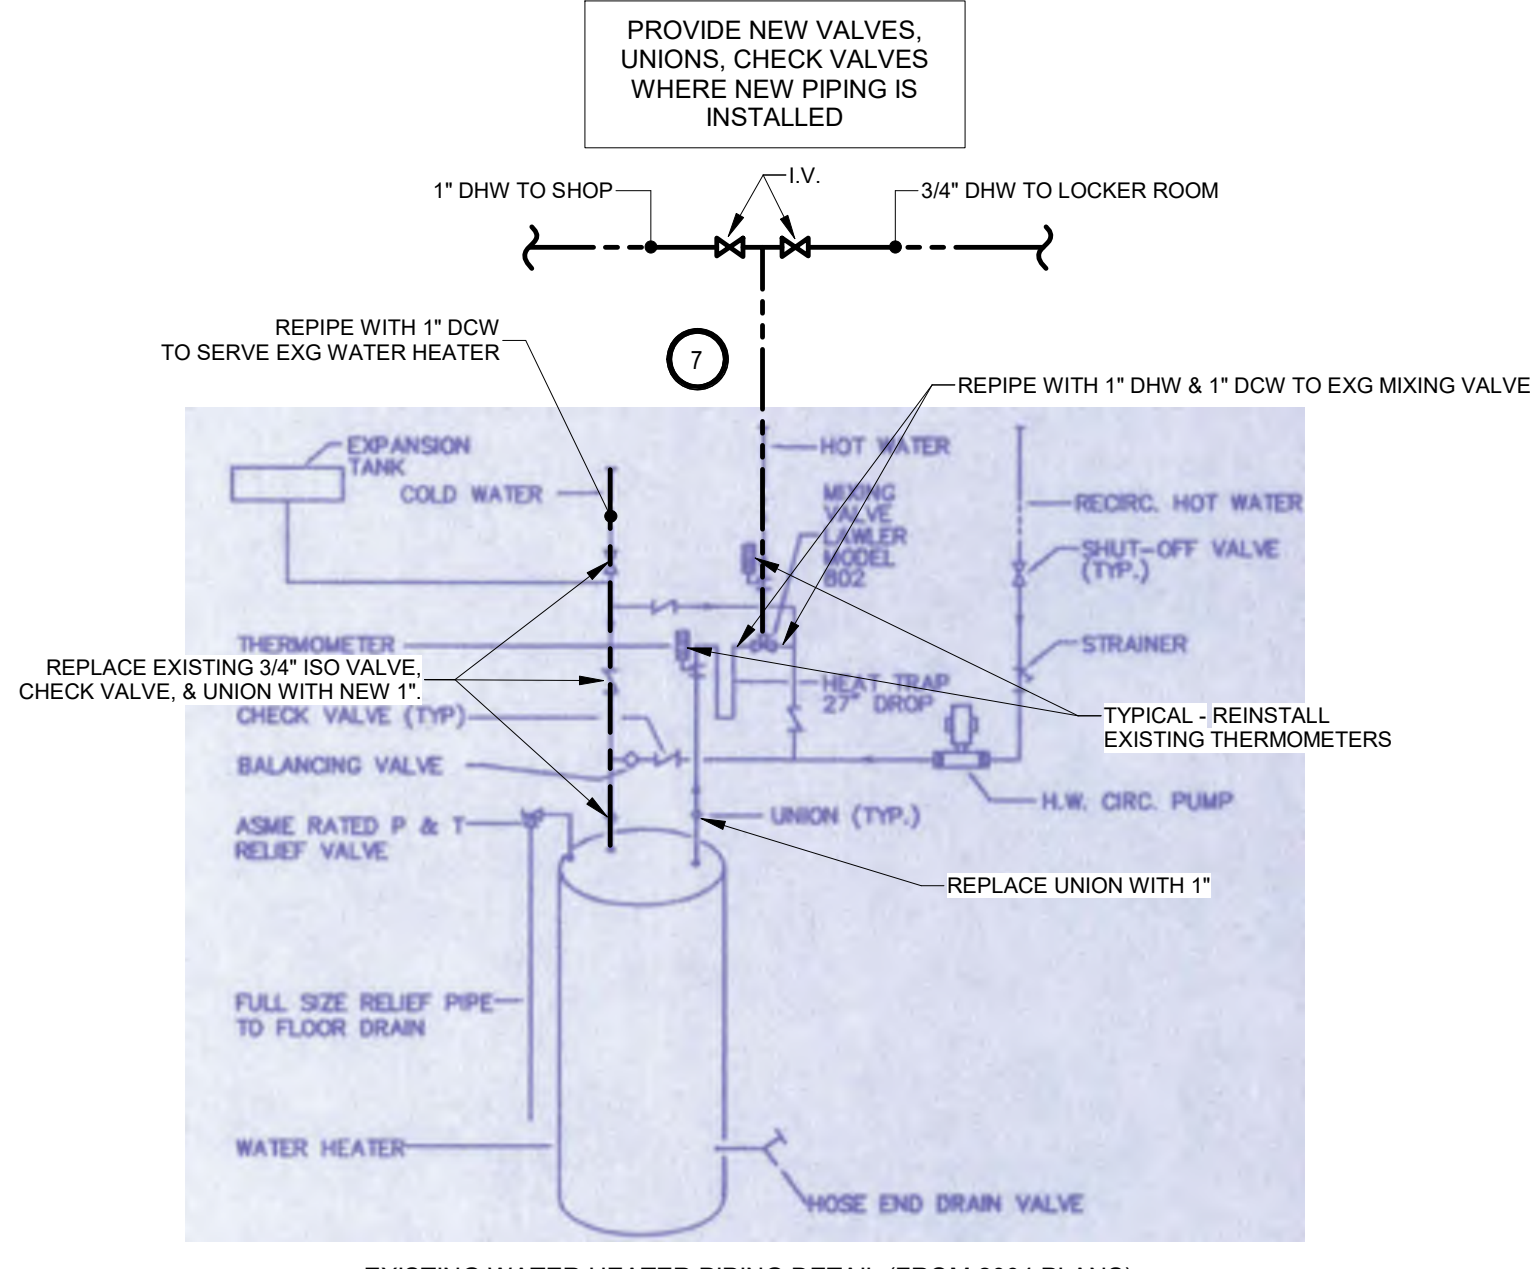 PROVIDE NEW VALVES,
UNIONS, CHECK VALVES
WHERE NEW PIPING IS
INSTALLED
1" DHW TO SHOP
I.V.
3/4" DHW TO LOCKER ROOM
REPIPE WITH 1" DCW
TO SERVE EXG WATER HEATER
7
REPIPE WITH 1" DHW & 1" DCW TO EXG MIXING VALVE
EXPANSION
TANK
COLD WATER
HOT WATER
MIXING
VALVE
LAWLER
MODEL
802
RECIRC. HOT WATER
SHUT-OFF VALVE
(TYP.)
THERMOMETER
STRAINER
REPLACE EXISTING 3/4" ISO VALVE,
CHECK VALVE, & UNION WITH NEW 1".
HEAT TRAP
27" DROP
CHECK VALVE (TYP)
TYPICAL - REINSTALL
EXISTING THERMOMETERS
BALANCING VALVE
H.W. CIRC. PUMP
ASME RATED P & T
RELIEF VALVE
UNION (TYP.)
REPLACE UNION WITH 1"
FULL SIZE RELIEF PIPE
TO FLOOR DRAIN
WATER HEATER
HOSE END DRAIN VALVE